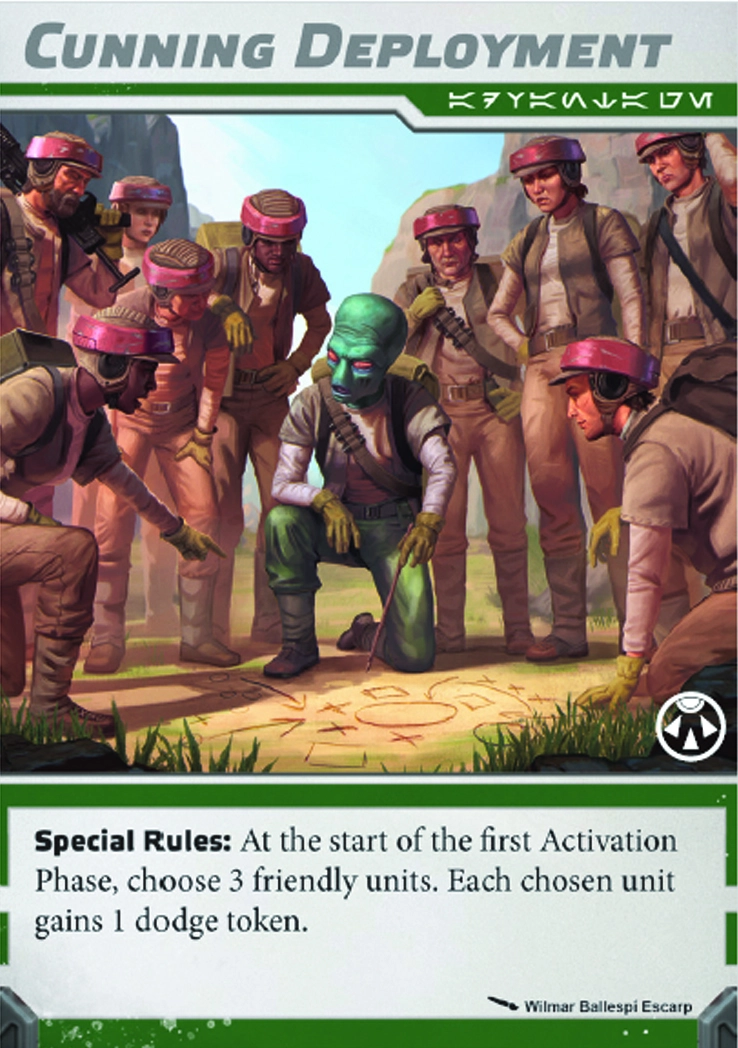 Cunning Deployment
Special Rules: At the start of the first Activation
Phase, choose 3 friendly units. Each chosen unit
gains 1 dodge token.
Wilmar Ballespí Escarp